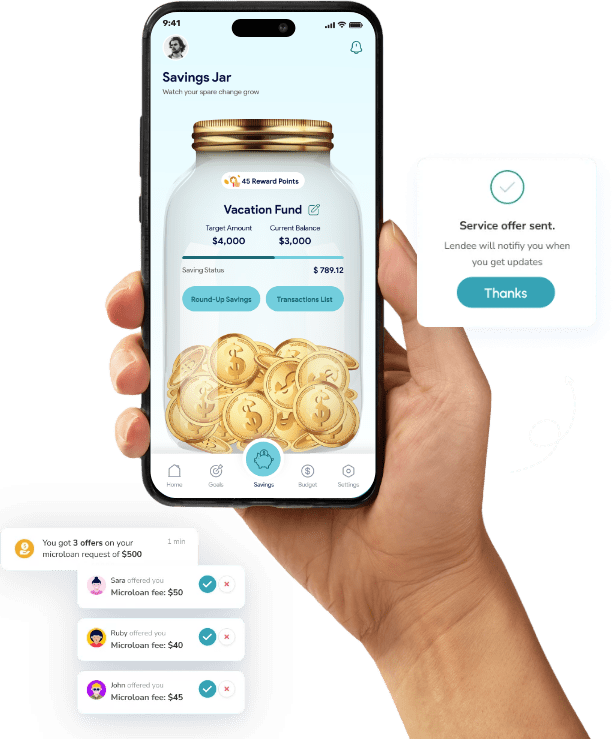 9:41
Savings Jar
Watch your spare change grow
45 Reward Points
Vacation Fund
Target Amount
Current Balance
$4,000
$3,000
Saving Status
$ 789.12
Round-Up Savings
Transactions List
Home
Goals
Savings
Budget
Settings
Service offer sent.
Lendee will notifiy you when
you get updates
Thanks
You got 3 offers on your
1 min
microloan request of $500
Sara offered you
Microloan fee: $50
Ruby offered you
Microloan fee: $40
John offered you
Microloan fee: $45